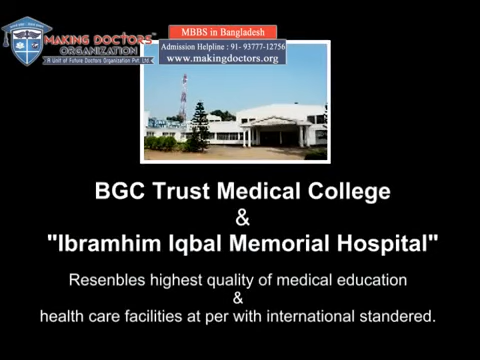 MAKING DOCTORS™
ORGANIZATION
A Unit of Future Doctors Organization Pvt. Ltd.
MBBS in Bangladesh
Admission Helpline : 91- 93777-12756
www.makingdoctors.org
BGC Trust Medical College
&
"Ibramhim Iqbal Memorial Hospital"
Resenbles highest quality of medical education
&
health care facilities at per with international standered.